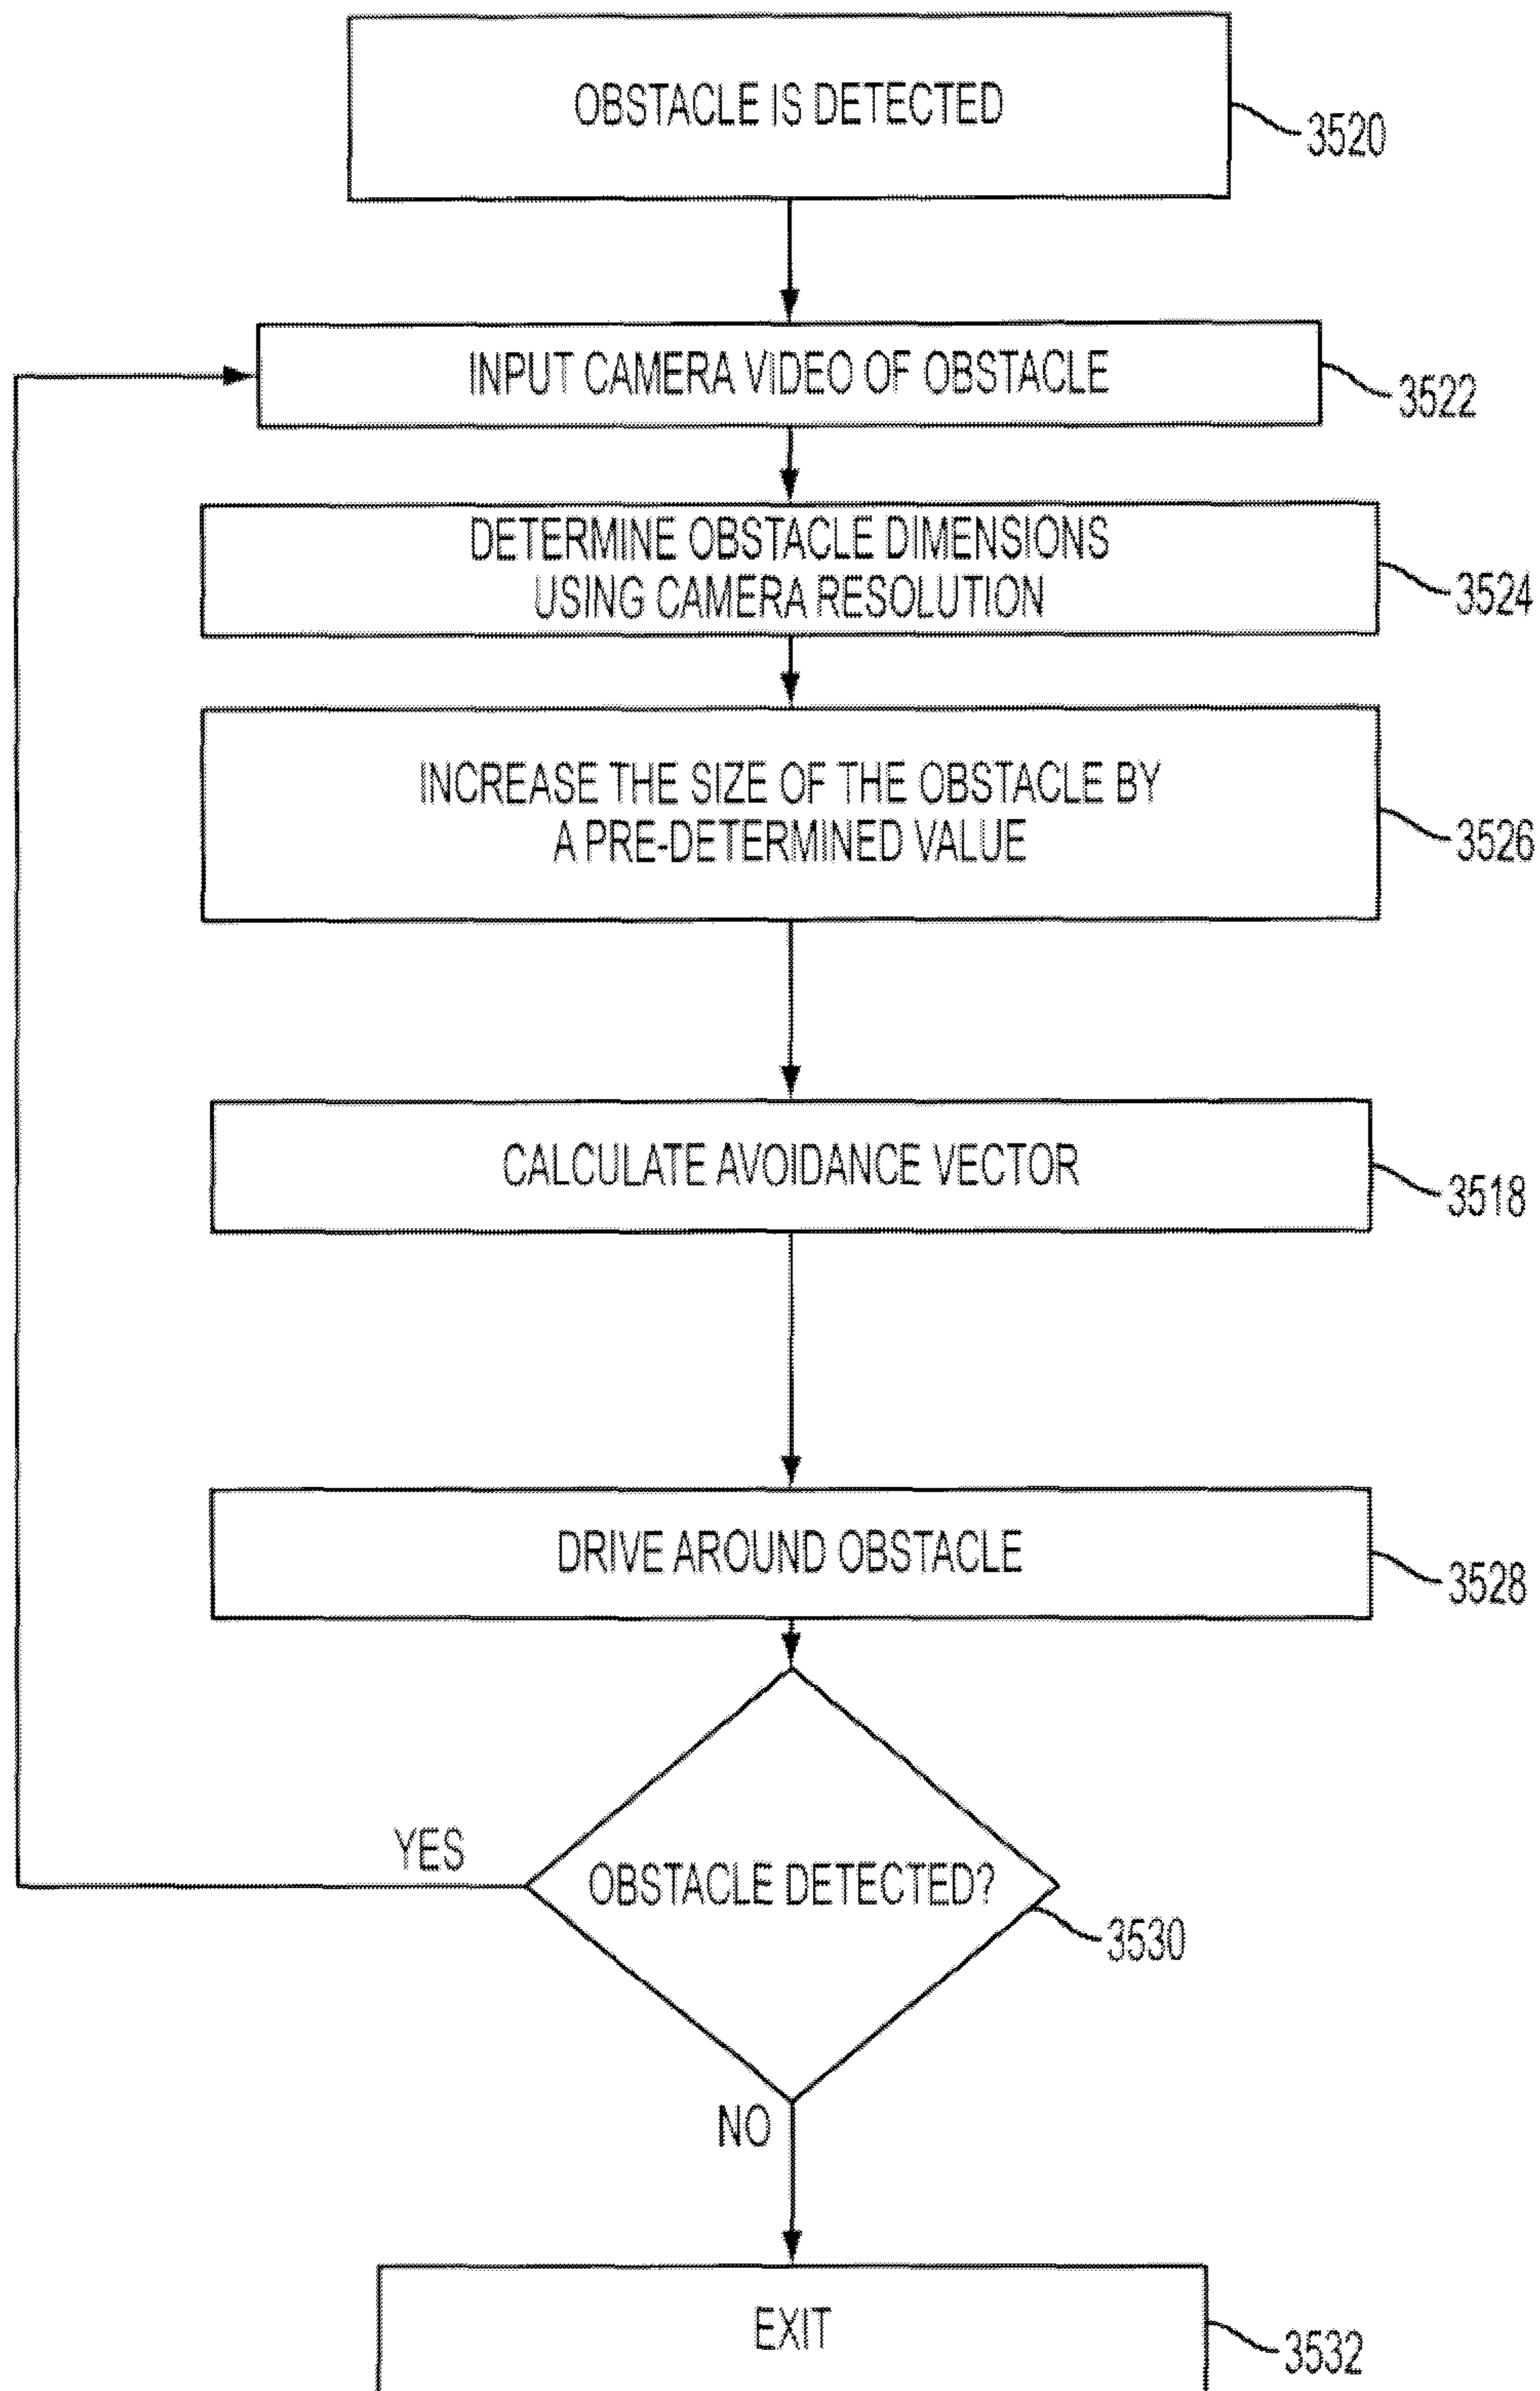 OBSTACLE IS DETECTED
3520
INPUT CAMERA VIDEO OF OBSTACLE
3522
DETERMINE OBSTACLE DIMENSIONS
USING CAMERA RESOLUTION
3524
INCREASE THE SIZE OF THE OBSTACLE BY
A PRE-DETERMINED VALUE
3526
CALCULATE AVOIDANCE VECTOR
3518
DRIVE AROUND OBSTACLE
3528
YES
OBSTACLE DETECTED?
3530
NO
EXIT
3532